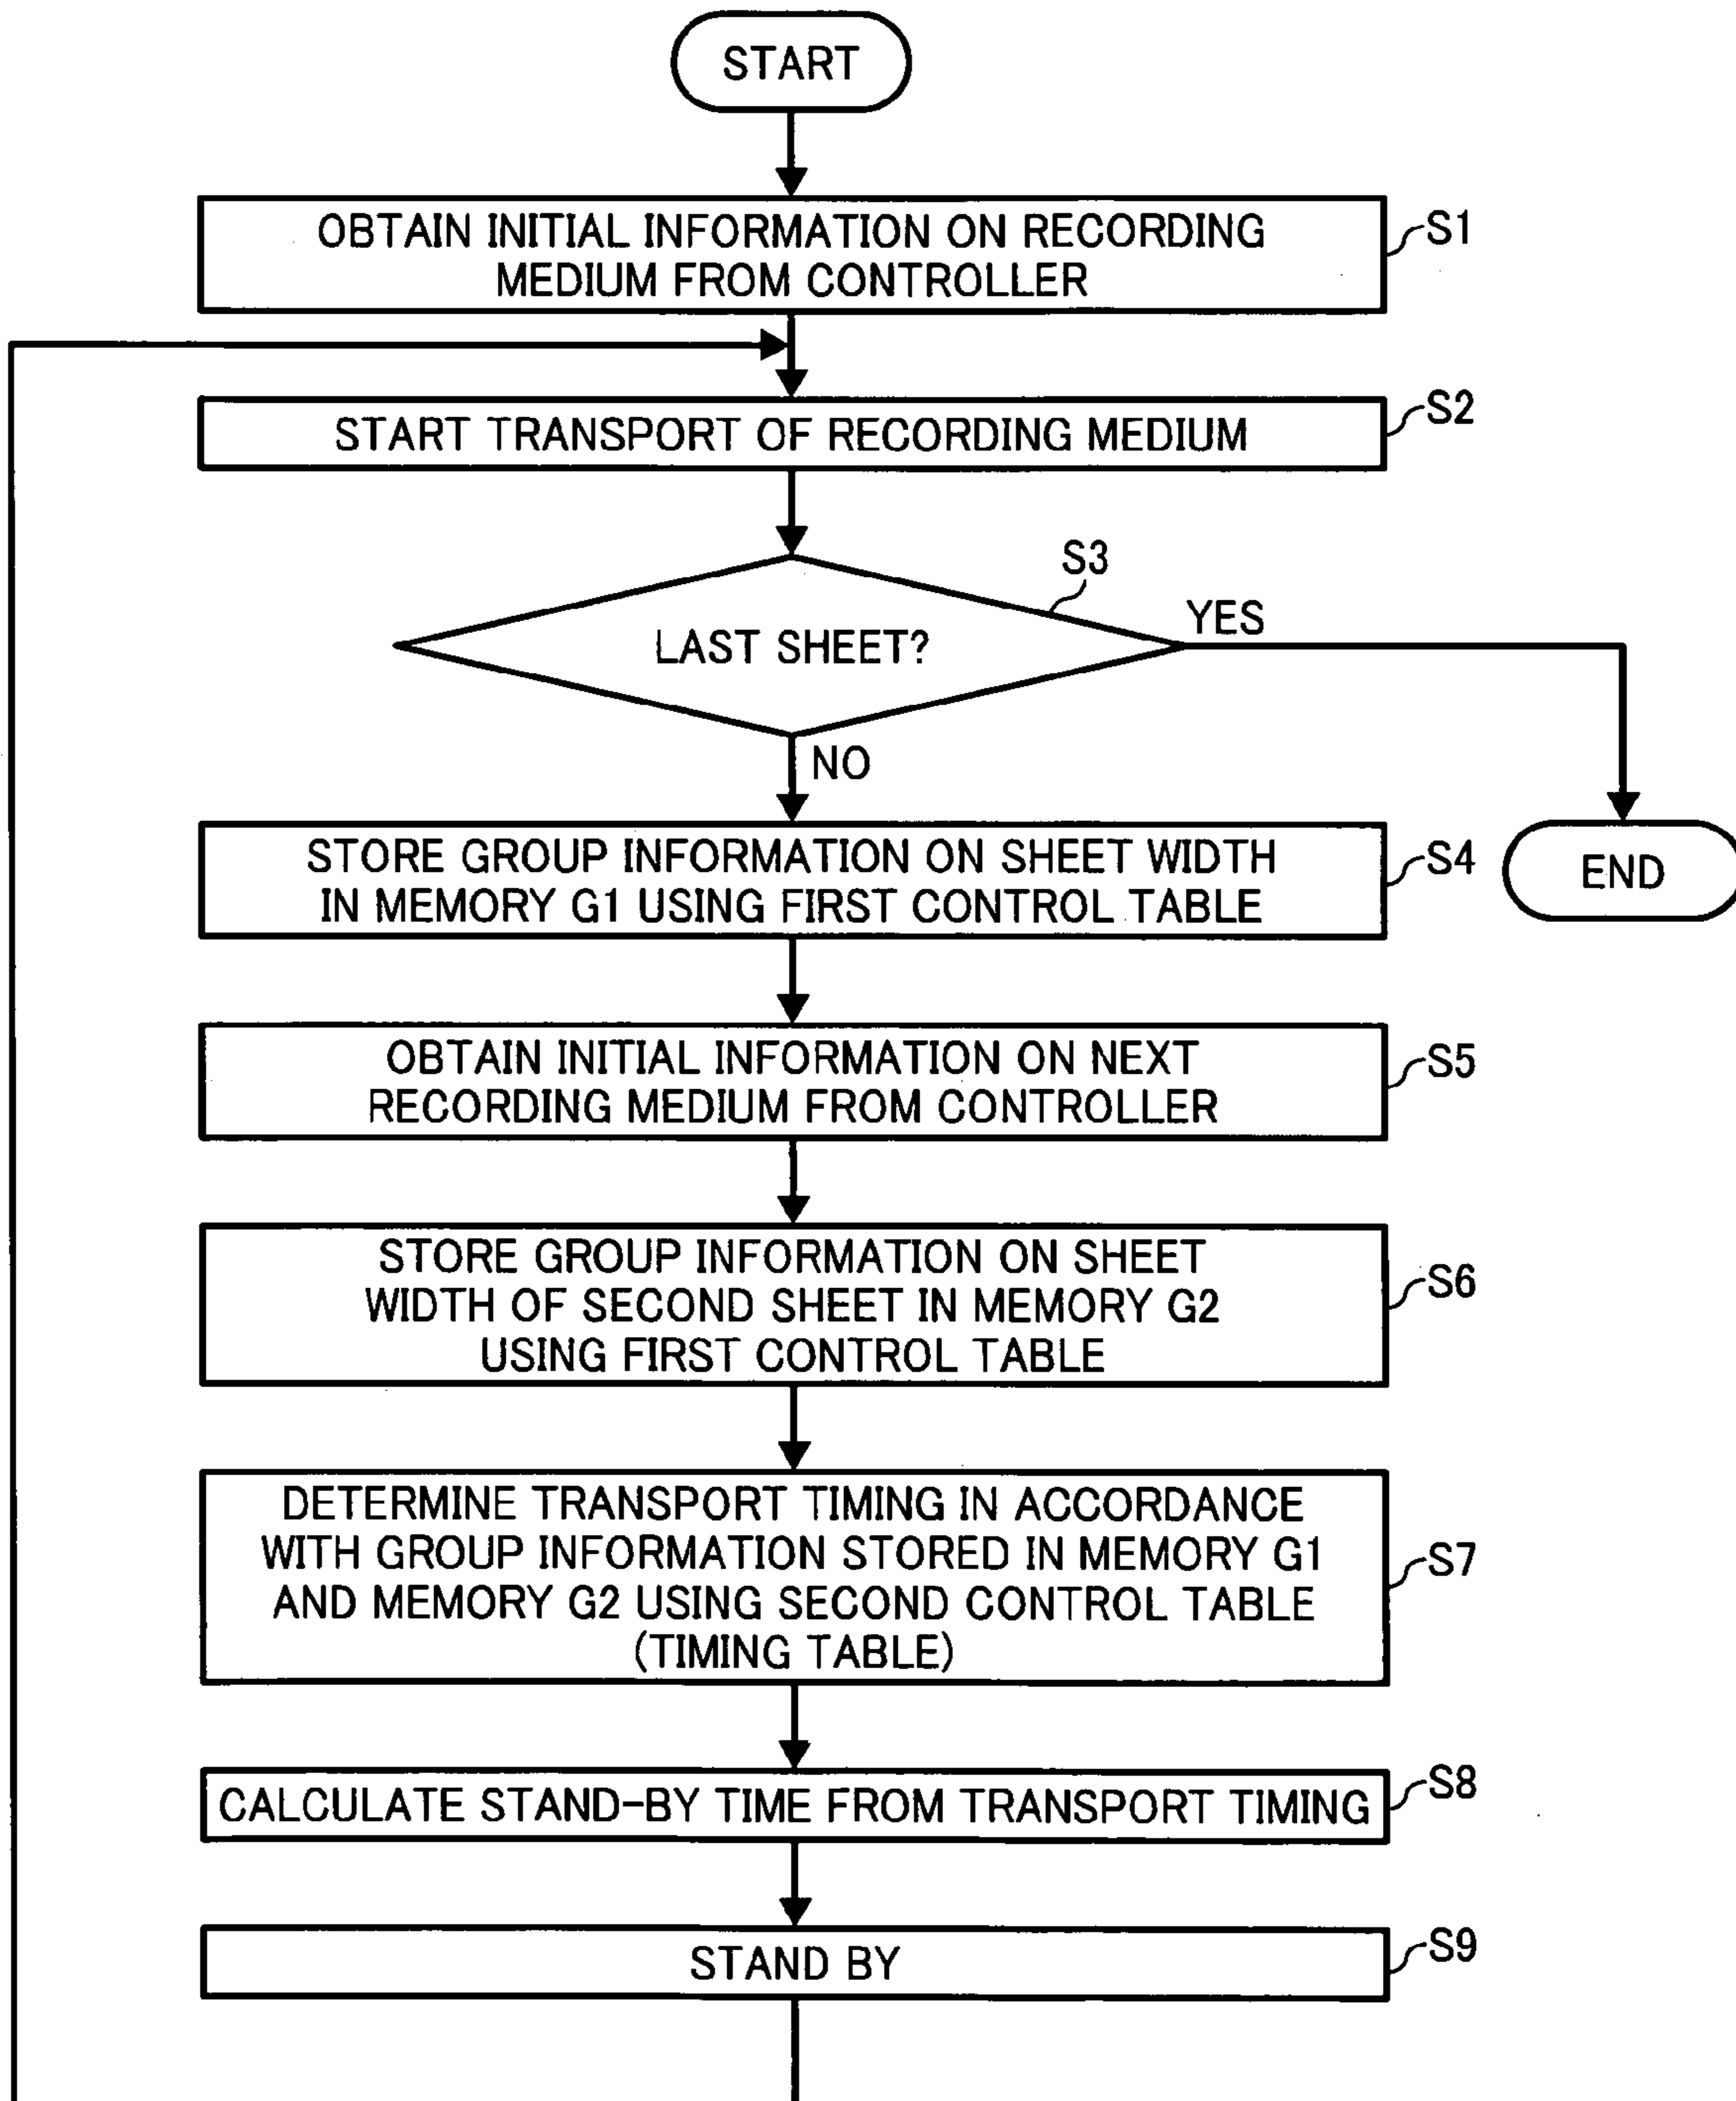 START
OBTAIN INITIAL INFORMATION ON RECORDING
MEDIUM FROM CONTROLLER
S1
START TRANSPORT OF RECORDING MEDIUM
S2
S3
LAST SHEET?
YES
NO
STORE GROUP INFORMATION ON SHEET WIDTH
IN MEMORY G1 USING FIRST CONTROL TABLE
S4
END
OBTAIN INITIAL INFORMATION ON NEXT
RECORDING MEDIUM FROM CONTROLLER
S5
STORE GROUP INFORMATION ON SHEET
WIDTH OF SECOND SHEET IN MEMORY G2
USING FIRST CONTROL TABLE
S6
DETERMINE TRANSPORT TIMING IN ACCORDANCE
WITH GROUP INFORMATION STORED IN MEMORY G1
AND MEMORY G2 USING SECOND CONTROL TABLE
(TIMING TABLE)
S7
CALCULATE STAND-BY TIME FROM TRANSPORT TIMING
S8
STAND BY
S9